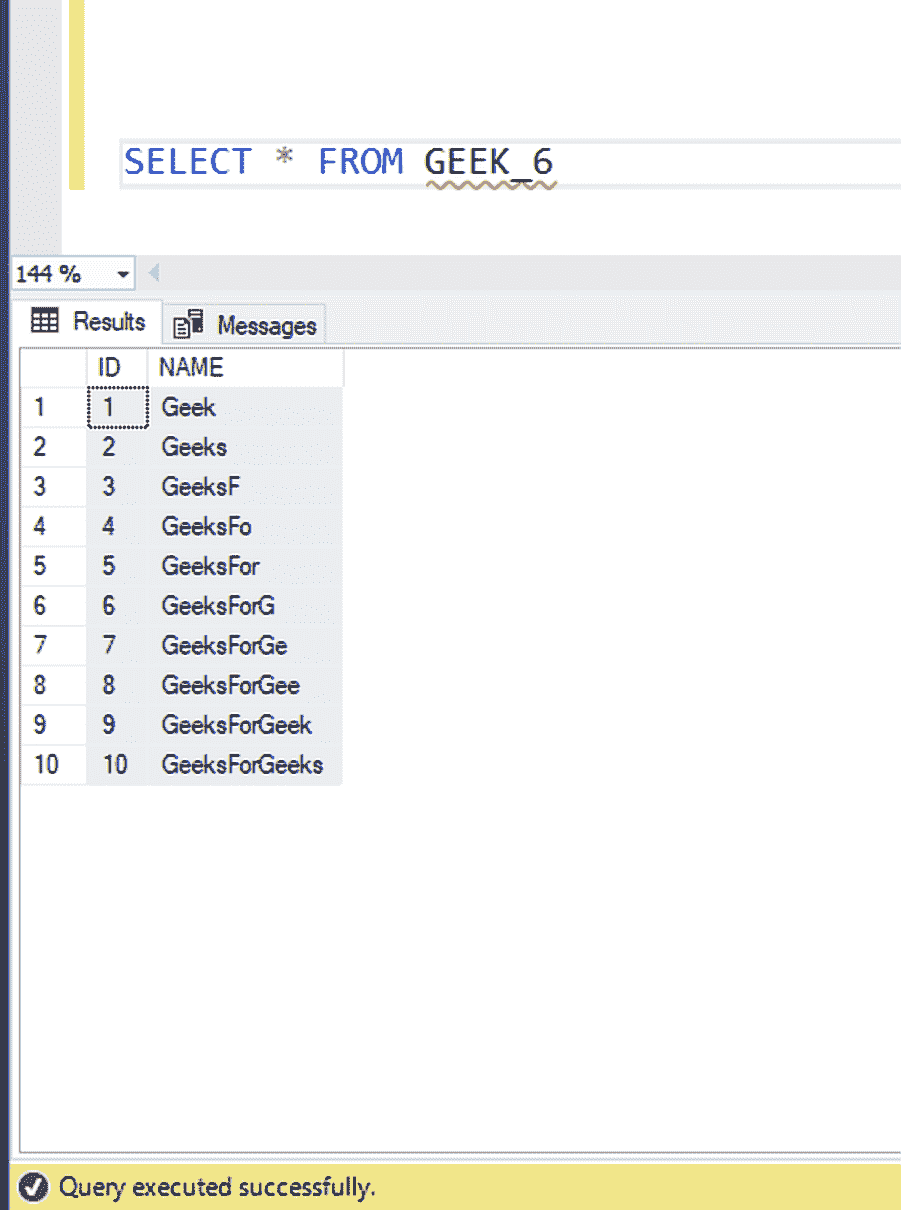 SELECT * FROM GEEK_6
144 %
Results Messages
ID NAME
1 1 Geek
2 2 Geeks
3 3 GeeksF
4 4 GeeksFo
5 5 GeeksFor
6 6 GeeksForG
7 7 GeeksForGe
8 8 GeeksForGee
9 9 GeeksForGeek
10 10 GeeksForGeeks
Query executed successfully.